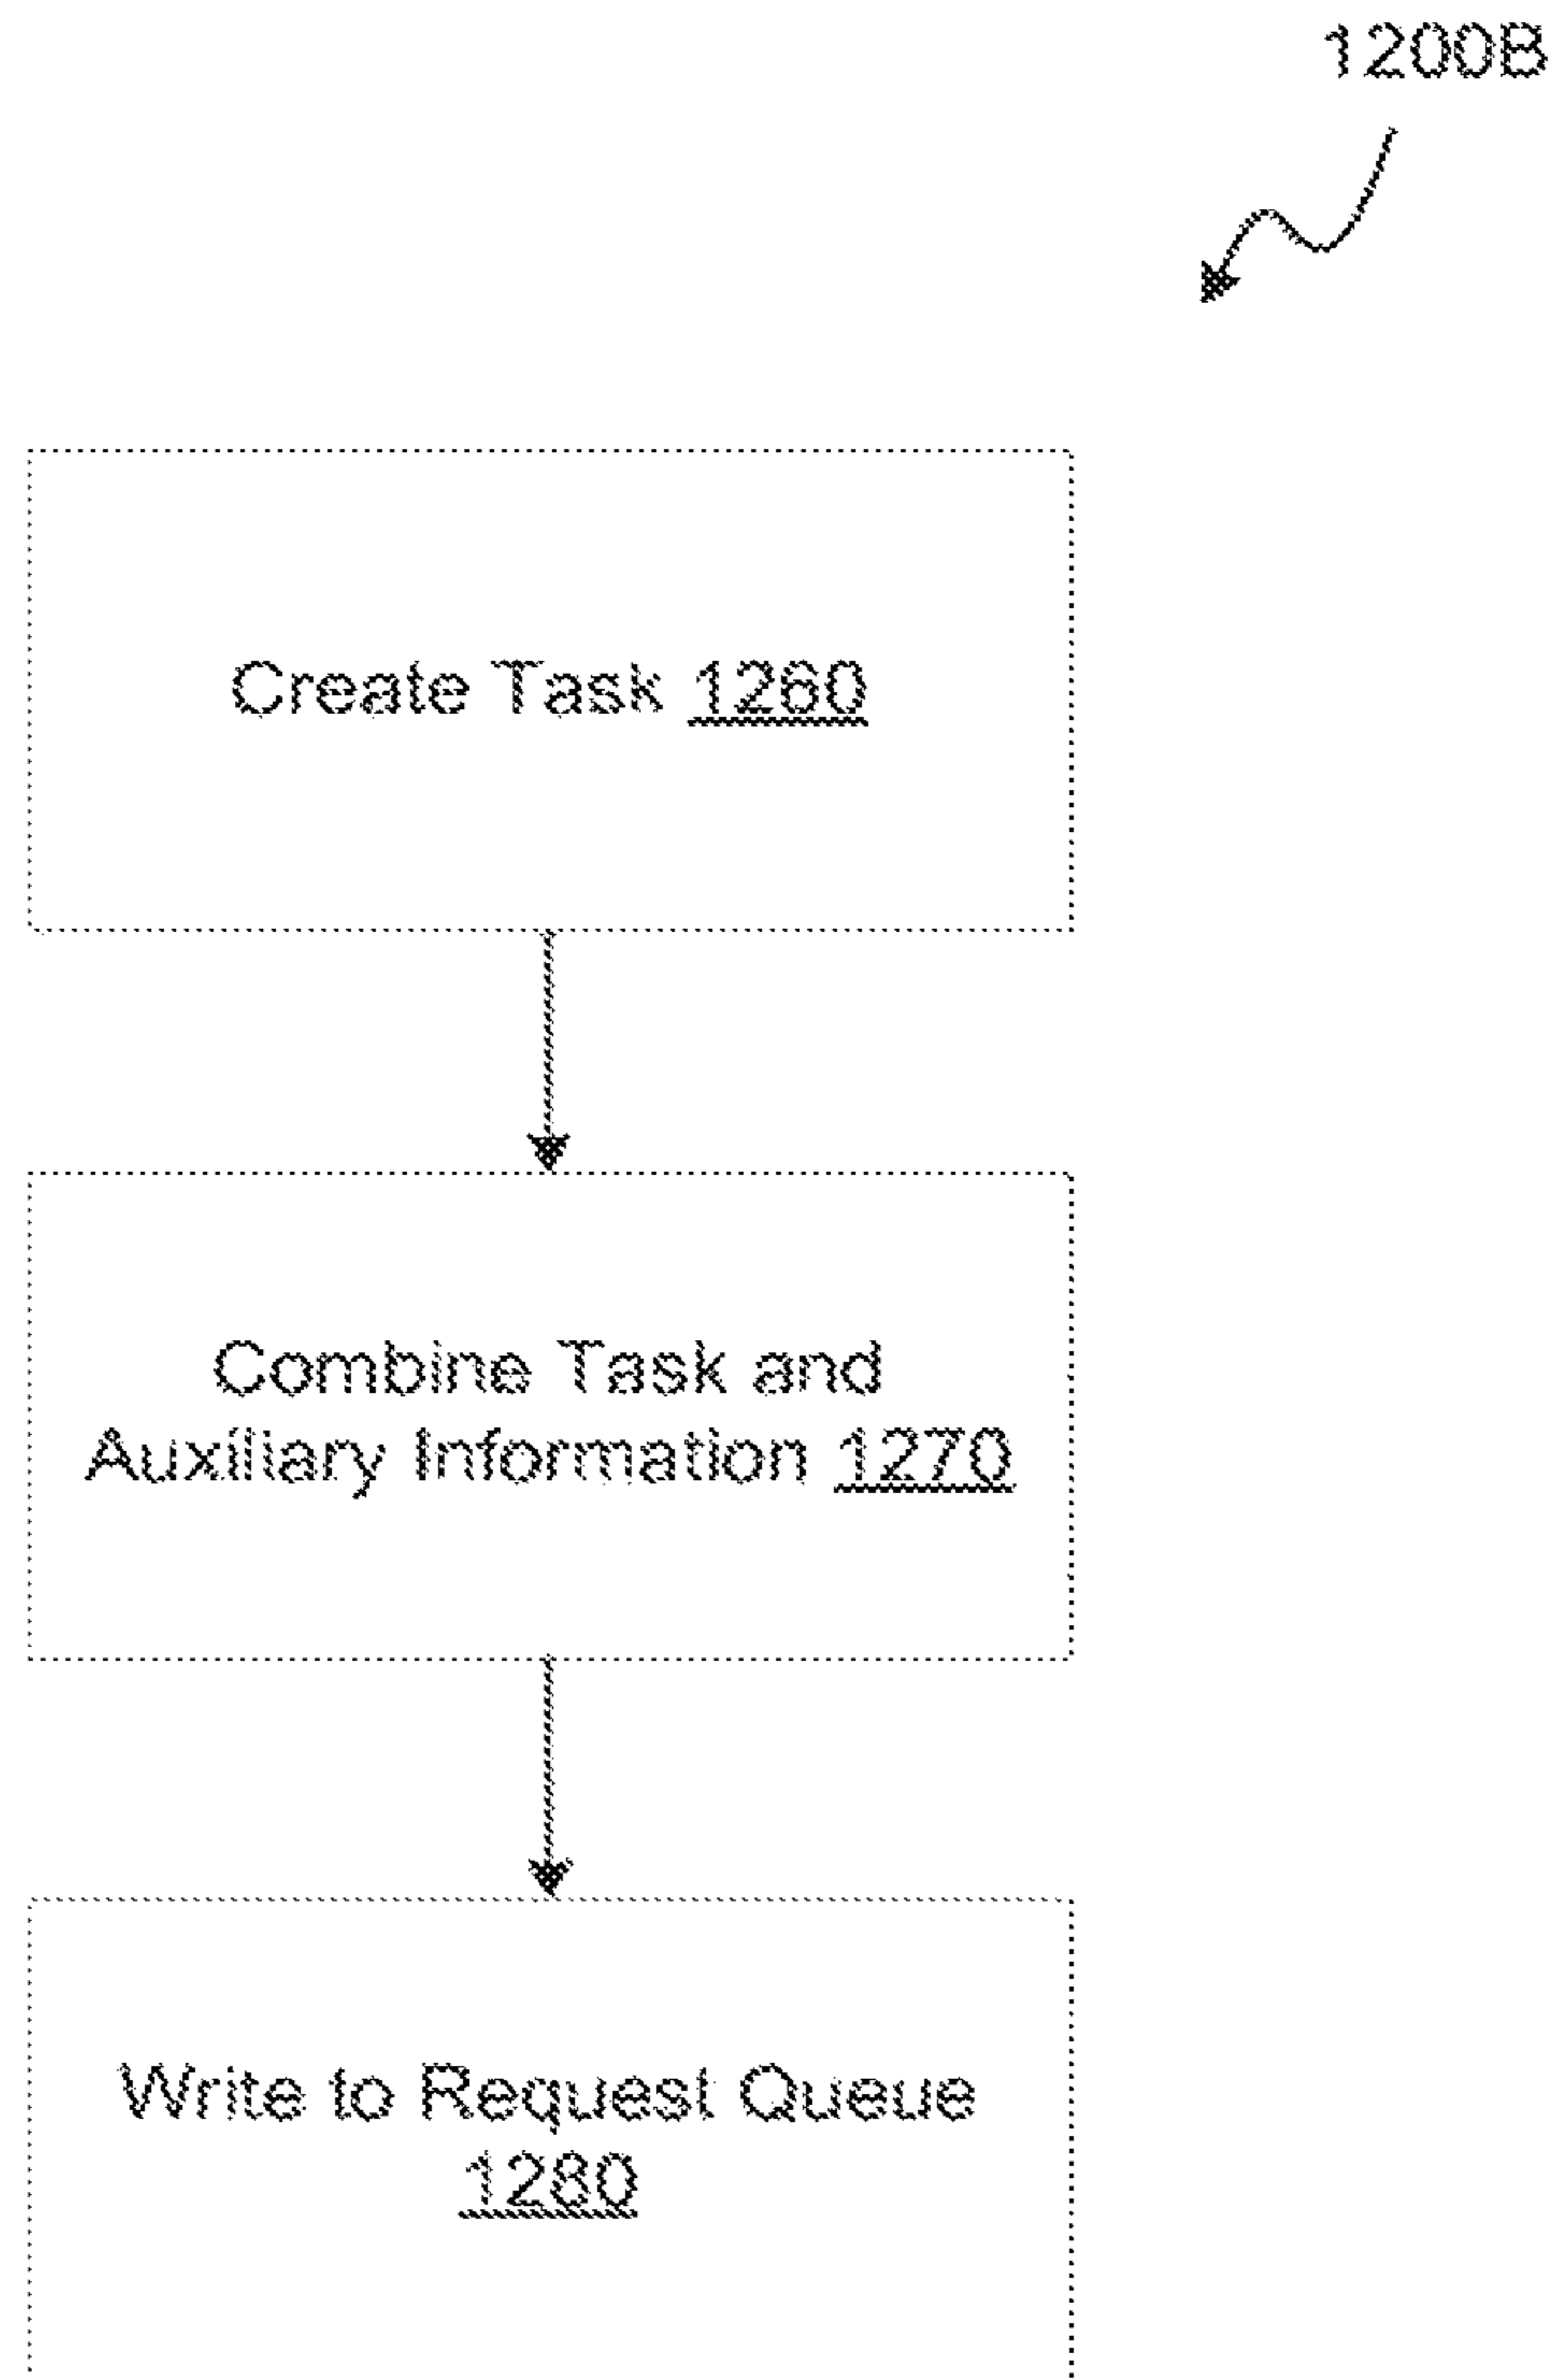 1200B
Create Task 1260
Combine Task and
Auxiliary Information 1270
Write to Request Queue
1280